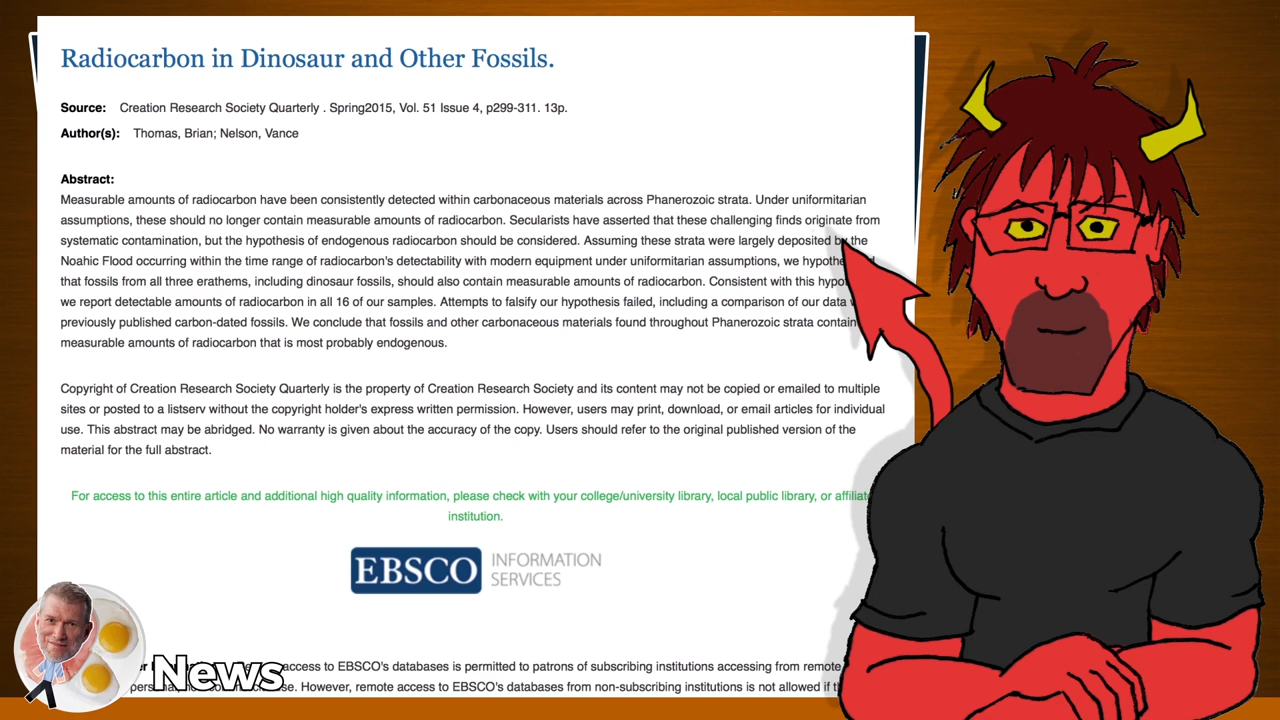 Radiocarbon in Dinosaur and Other Fossils.
Source: Creation Research Society Quarterly . Spring2015, Vol. 51 Issue 4, p299-311. 13p.
Author(s): Thomas, Brian; Nelson, Vance
Abstract:
Measurable amounts of radiocarbon have been consistently detected within carbonaceous materials across Phanerozoic strata. Under uniformitarian
assumptions, these should no longer contain measurable amounts of radiocarbon. Secularists have asserted that these challenging finds originate from
systematic contamination, but the hypothesis of endogenous radiocarbon should be considered. Assuming these strata were largely deposited by the
Noahic Flood occurring within the time range of radiocarbon's detectability with modern equipment under uniformitarian assumptions, we
that fossils from all three erathems, including dinosaur fossils, should also contain measurable amounts of radiocarbon. Consistent with this
we report detectable amounts of radiocarbon in all 16 of our samples. Attempts to falsify our hypothesis failed, including a comparison of our data
previously published carbon-dated fossils. We conclude that fossils and other carbonaceous materials found throughout Phanerozoic strata contain
measurable amounts of radiocarbon that is most probably endogenous.
Copyright of Creation Research Society Quarterly is the property of Creation Research Society and its content may not be copied or emailed to multiple
sites or posted to a listserv without the copyright holder's express written permission. However, users may print, download, or email articles for individual
use. This abstract may be abridged. No warranty is given about the accuracy of the copy. Users should refer to the original published version of the
material for the full abstract.
For access to this entire article and additional high quality information, please check with your college/university library, local public library, or
institution.
EBSCO INFORMATION
SERVICES
access to EBSCO's databases is permitted to patrons of subscribing institutions accessing from remote
However, remote access to EBSCO's databases from non-subscribing institutions is not allowed if
News